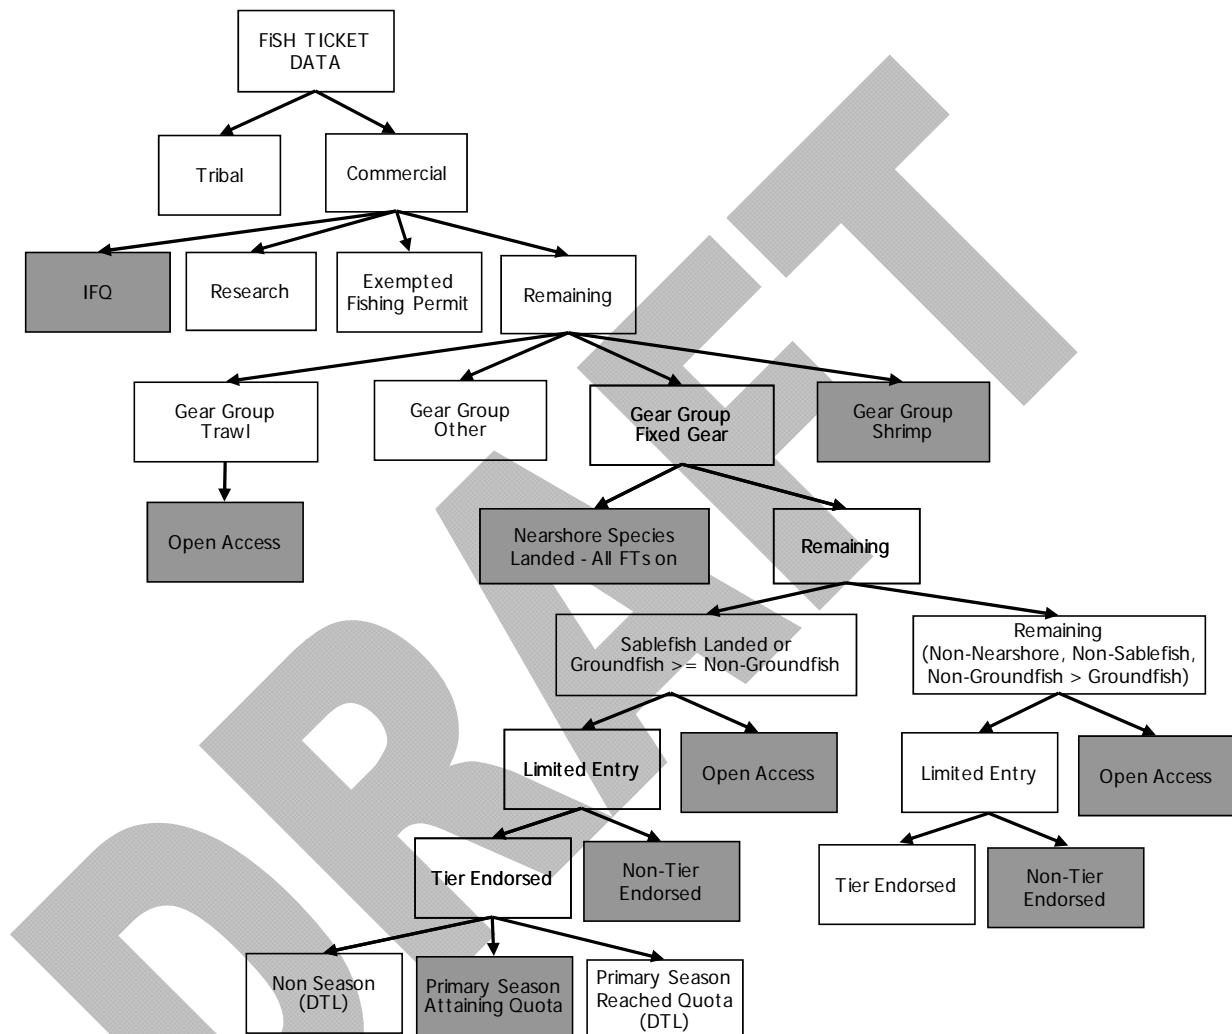 FiSH TICKET
DATA
Tribal
Commercial
IFQ
Research
Exempted
Fishing Permit
Remaining
Gear Group
Trawl
Gear Group
Other
Gear Group
Fixed Gear
Gear Group
Shrimp
Open Access
Nearshore Species
Landed - All FTs on
Remaining
Sablefish Landed or
Groundfish >= Non-Groundfish
Remaining
(Non-Nearshore, Non-Sablefish,
Non-Groundfish > Groundfish)
Limited Entry
Open Access
Limited Entry
Open Access
Tier Endorsed
Non-Tier
Endorsed
Tier Endorsed
Non-Tier
Endorsed
Non Season
(DTL)
Primary Season
Attaining Quota
Primary Season
Reached Quota
(DTL)
DRAFT